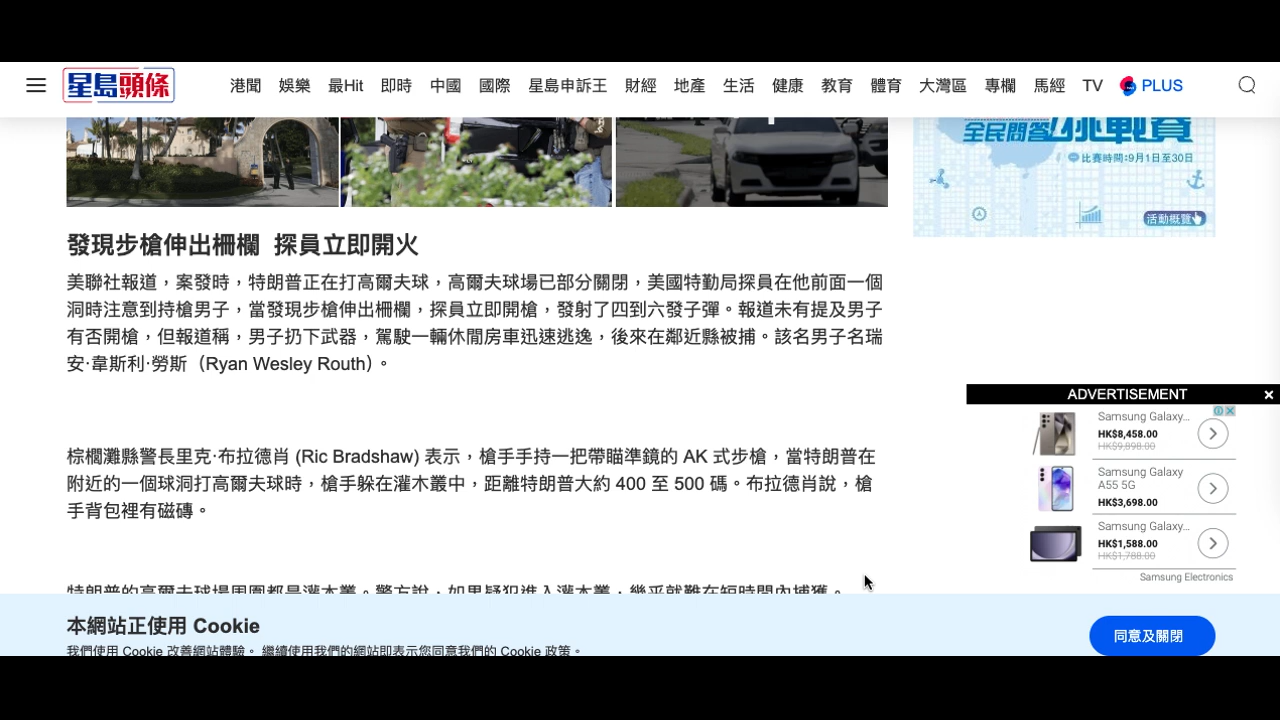 星島頭條
港聞 娛樂 最Hit 即時 中國 國際 星島申訴王 財經 地產 生活 健康 教育 體育 大灣區 專欄 馬經 TV PLUS
全民問答
比賽時間:9月1日至30日
活動概覽
發現步槍伸出柵欄 探員立即開火
美聯社報道，案發時，特朗普正在打高爾夫球，高爾夫球場已部分關閉，美國特勤局探員在他前面一個
洞時注意到持槍男子，當發現步槍伸出柵欄，探員立即開槍，發射了四到六發子彈。報道未有提及男子
有否開槍，但報道稱，男子扔下武器，駕駛一輛休閒房車迅速逃逸，後來在鄰近縣被捕。該名男子名瑞
安·韋斯利·勞斯（Ryan Wesley Routh）。
棕櫚灘縣警長里克·布拉德肖 (Ric Bradshaw) 表示，槍手手持一把帶瞄準鏡的 AK 式步槍，當特朗普在
附近的一個球洞打高爾夫球時，槍手躲在灌木叢中，距離特朗普大約 400 至 500 碼。布拉德肖說，槍
手背包裡有磁磚。
特朗普的高爾夫球場周圍都是灌木叢。警方說，如果疑犯進入灌木叢，幾乎就難在短時間內捕獲。
ADVERTISEMENT
Samsung Galaxy...
HK$8,458.00
HK$9,898.00
Samsung Galaxy
A55 5G
HK$3,698.00
Samsung Galaxy...
HK$1,588.00
HK$1,788.00
Samsung Electronics
本網站正使用 Cookie
我們使用 Cookie 改善網站體驗。 繼續使用我們的網站即表示您同意我們的 Cookie 政策。
同意及關閉